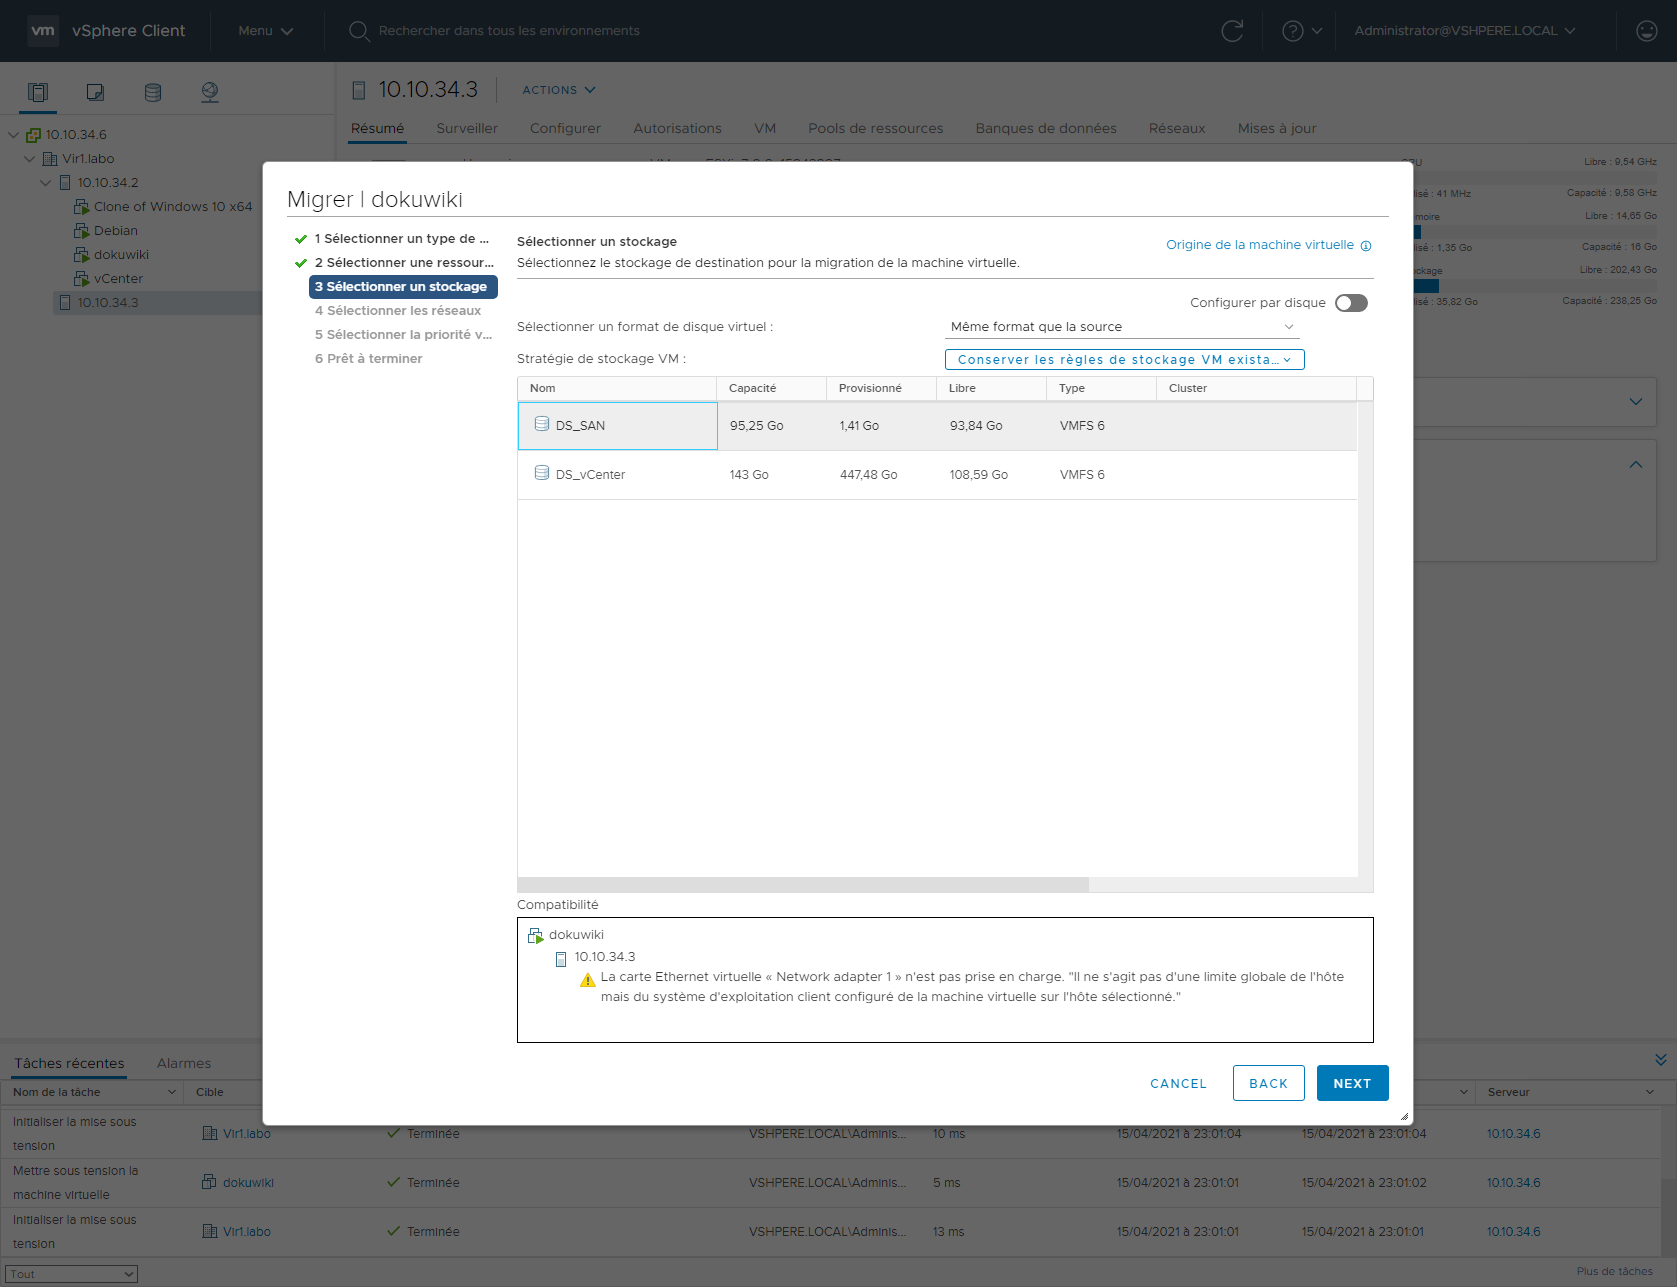 vm vSphere Client Menu Rechercher dans tous les environnements Administrator@VSHPERE.LOCAL
10.10.34.3 ACTIONS
Résumé Surveiller Configurer Autorisations VM Pools de ressources Banques de données Réseaux Mises à jour
10.10.34.6
Vir1.labo
10.10.34.2
Clone of Windows 10 x64
Debian
dokuwiki
vCenter
10.10.34.3
Libre : 9,54 GHz
isé : 41 MHz Capacité : 9,58 GHz
moire Libre : 14,65 Go
isé : 1,35 Go Capacité : 16 Go
ockage Libre : 202,43 Go
isé : 35,82 Go Capacité : 238,25 Go
Migrer | dokuwiki
1 Sélectionner un type de ...
2 Sélectionner une ressour...
3 Sélectionner un stockage
4 Sélectionner les réseaux
5 Sélectionner la priorité v...
6 Prêt à terminer
Sélectionner un stockage
Origine de la machine virtuelle
Sélectionnez le stockage de destination pour la migration de la machine virtuelle.
Configurer par disque
Sélectionner un format de disque virtuel : Même format que la source
Stratégie de stockage VM : Conserver les règles de stockage VM exista...
Nom Capacité Provisionné Libre Type Cluster
DS_SAN 95,25 Go 1,41 Go 93,84 Go VMFS 6
DS_vCenter 143 Go 447,48 Go 108,59 Go VMFS 6
Compatibilité
dokuwiki
10.10.34.3
La carte Ethernet virtuelle « Network adapter 1 » n'est pas prise en charge. "Il ne s'agit pas d'une limite globale de l'hôte
mais du système d'exploitation client configuré de la machine virtuelle sur l'hôte sélectionné."
CANCEL BACK NEXT
Tâches récentes Alarmes
Nom de la tâche Cible Serveur
Initialiser la mise sous
tension Vir1.labo Terminée VSHPERE.LOCAL\Adminis... 10 ms 15/04/2021 à 23:01:04 15/04/2021 à 23:01:04 10.10.34.6
Mettre sous tension la
machine virtuelle dokuwiki Terminée VSHPERE.LOCAL\Adminis... 5 ms 15/04/2021 à 23:01:01 15/04/2021 à 23:01:02 10.10.34.6
Initialiser la mise sous
tension Vir1.labo Terminée VSHPERE.LOCAL\Adminis... 13 ms 15/04/2021 à 23:01:01 15/04/2021 à 23:01:01 10.10.34.6
Tout Plus de tâches